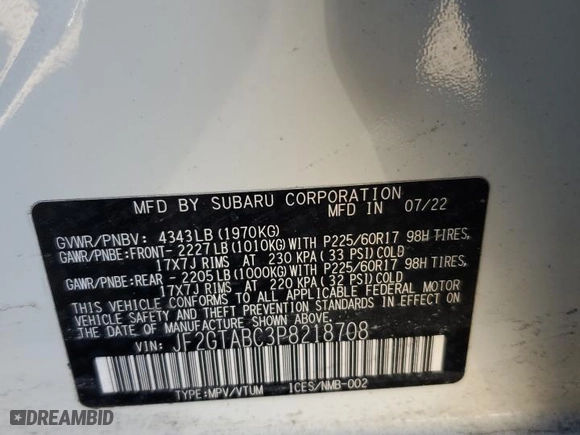 MFD BY SUBARU CORPORATION
MFD IN 07/22
GVWR/PNBV: 4343LB(1970KG)
GAWR/PNBE:FRONT-2227LB(1010KG)WITH P225/60R17 98H TIRES,
17X7J RIMS AT 230 KPA(33 PSI)COLD
GAWR/PNBE:REAR -2205LB(1000KG)WITH P225/60R17 98H TIRES,
17X7J RIMS AT 220 KPA(32 PSI)COLD
THIS VEHICLE CONFORMS TO ALL APPLICABLE FEDERAL MOTOR
VEHICLE SAFETY AND THEFT PREVENTION STANDARDS IN EFFECT ON
THE DATE OF MANUFACTURE SHOWN ABOVE.
VIN: JF2GTABC3P8218708
TYPE:MPV/VTUM ICES/NMB-002
DREAMBID